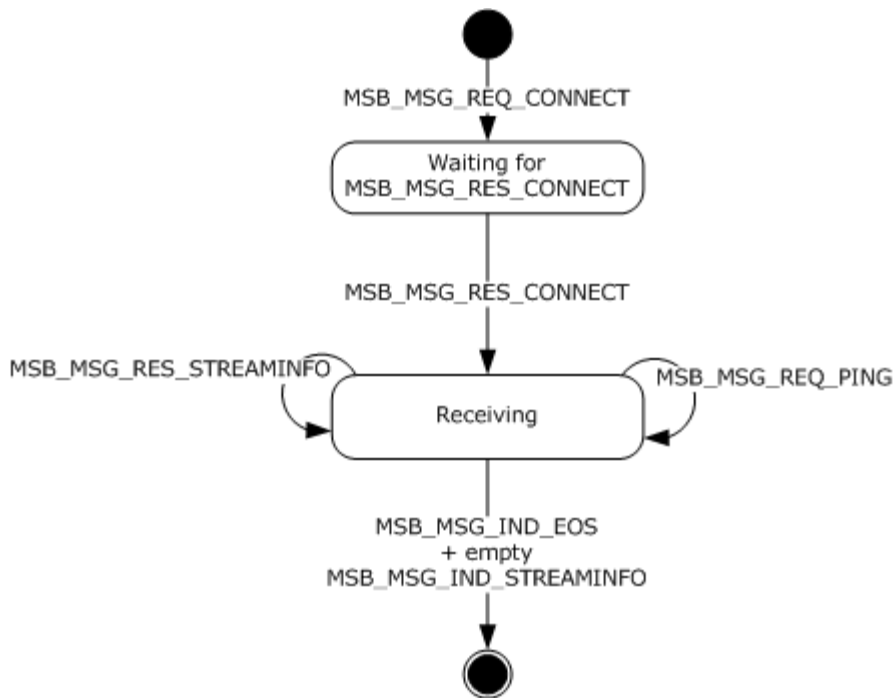 MSB_MSG_REQ_CONNECT
Waiting for
MSB_MSG_RES_CONNECT
MSB_MSG_RES_CONNECT
MSB_MSG_RES_STREAMINFO
MSB_MSG_REQ_PING
Receiving
MSB_MSG_IND_EOS
+ empty
MSB_MSG_IND_STREAMINFO